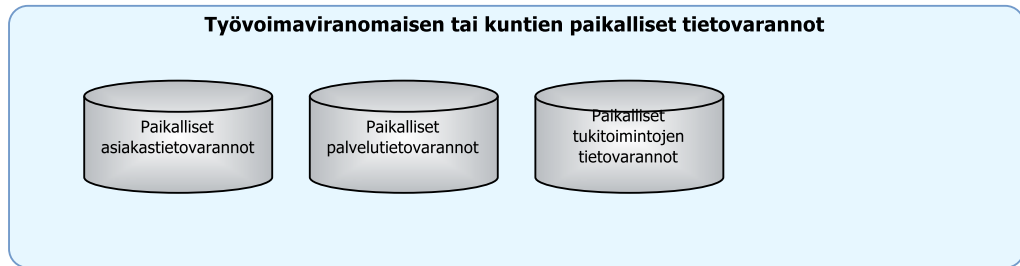 Työvoimaviranomaisen tai kuntien paikalliset tietovarannot
Paikalliset
asiakastietovarannot
Paikalliset
palvelutietovarannot
Paikalliset
tukitoimintojen
tietovarannot